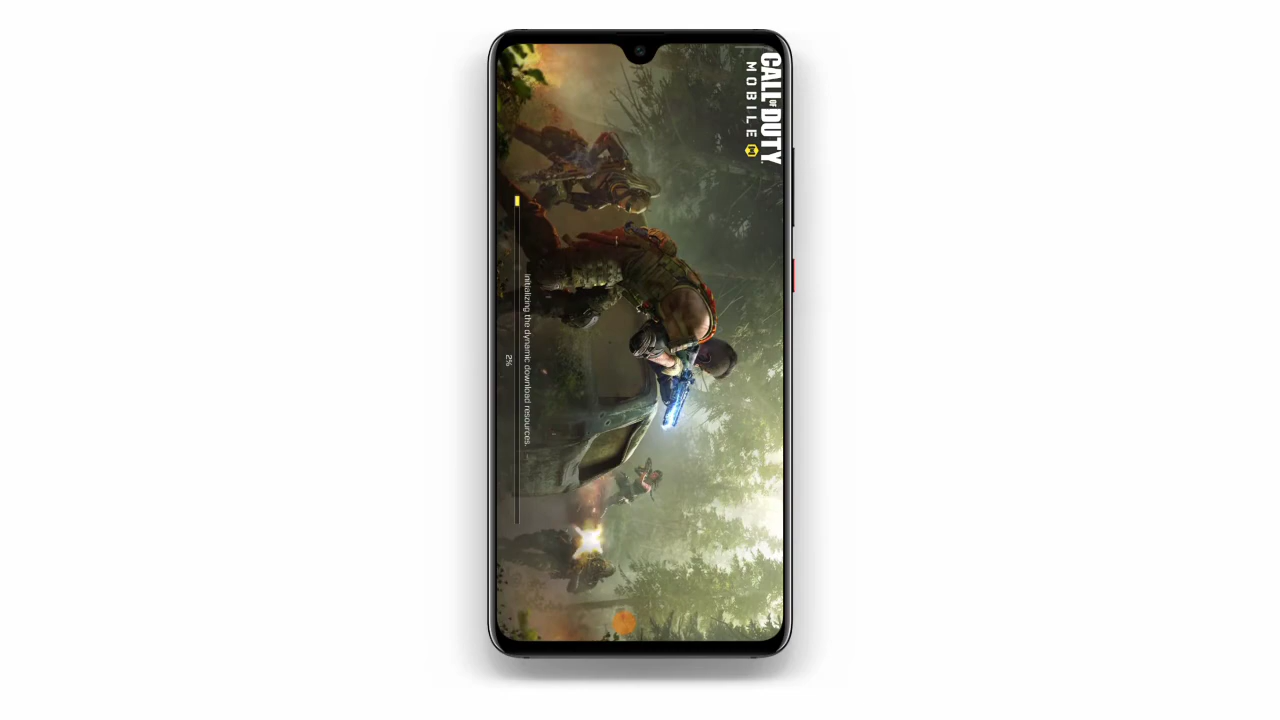 CALL OF DUTY
MOBILE
Initializing the dynamic download resources.
2%